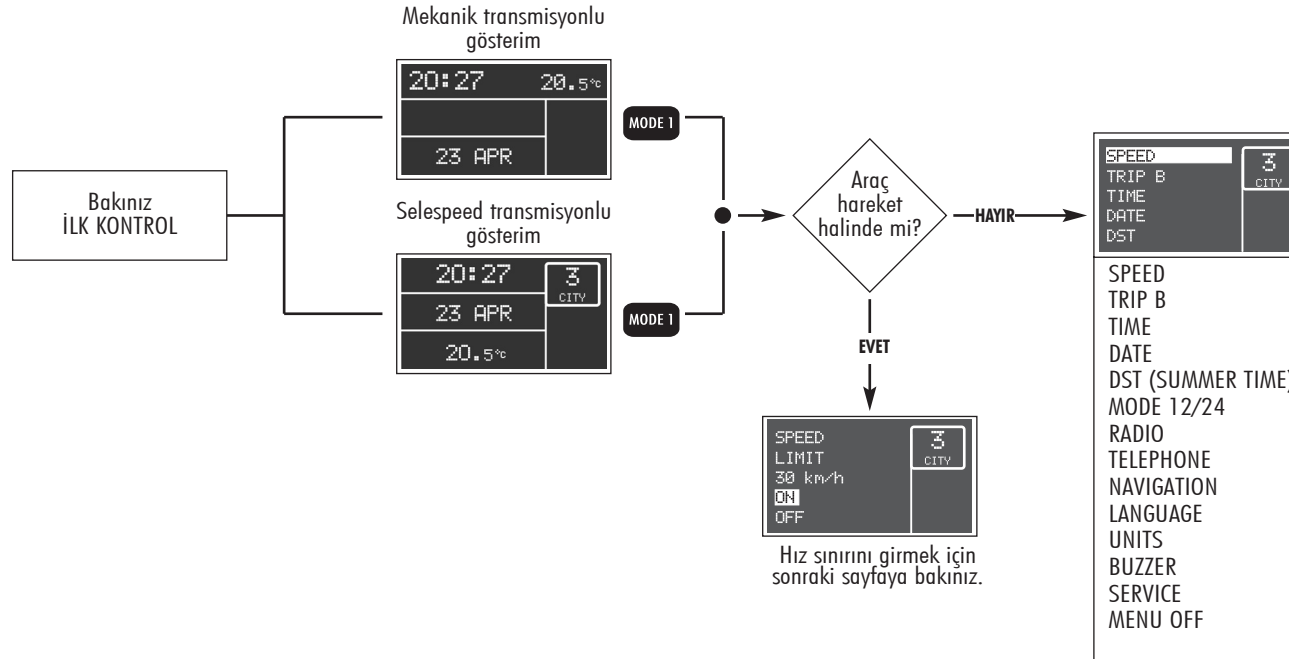 Mekanik transmisyonlu
gösterim
20:27 20.5°c
23 APR
MODE 1
Bakınız
İLK KONTROL
Selespeed transmisyonlu
gösterim
20:27
3
CITY
23 APR
20.5°c
MODE 1
Araç
hareket
halinde mi?
HAYIR
EVET
SPEED
LIMIT
30 km/h
ON
OFF
3
CITY
Hız sınırını girmek için
sonraki sayfaya bakınız.
SPEED
TRIP B
TIME
DATE
DST
3
CITY
SPEED
TRIP B
TIME
DATE
DST (SUMMER TIME)
MODE 12/24
RADIO
TELEPHONE
NAVIGATION
LANGUAGE
UNITS
BUZZER
SERVICE
MENU OFF